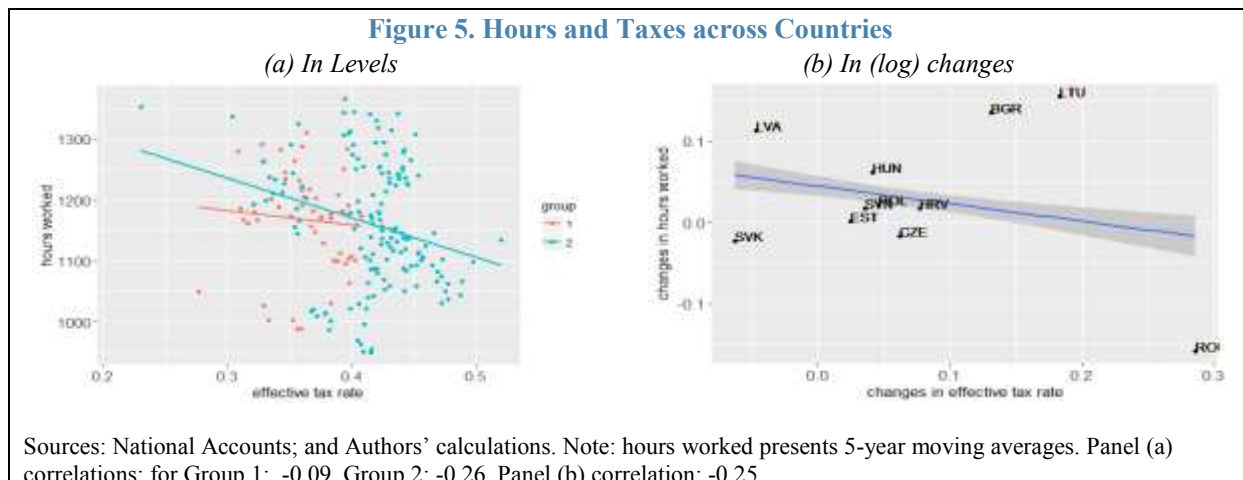 Figure 5. Hours and Taxes across Countries
(a) In Levels
(b) In (log) changes
hours worked
1300
1200
1100
1000
0.2 0.3 0.4 0.5
effective tax rate
group
1
2
changes in hours worked
0.1
0.0
-0.1
LTU
BGR
LVA
HUN
POL
SVN
HRV
EST
CZE
SVK
0.0 0.1 0.2 0.3
changes in effective tax rate
Sources: National Accounts; and Authors’ calculations. Note: hours worked presents 5-year moving averages. Panel (a)
correlations: for Group 1: -0.09, Group 2: -0.26. Panel (b) correlation: -0.25